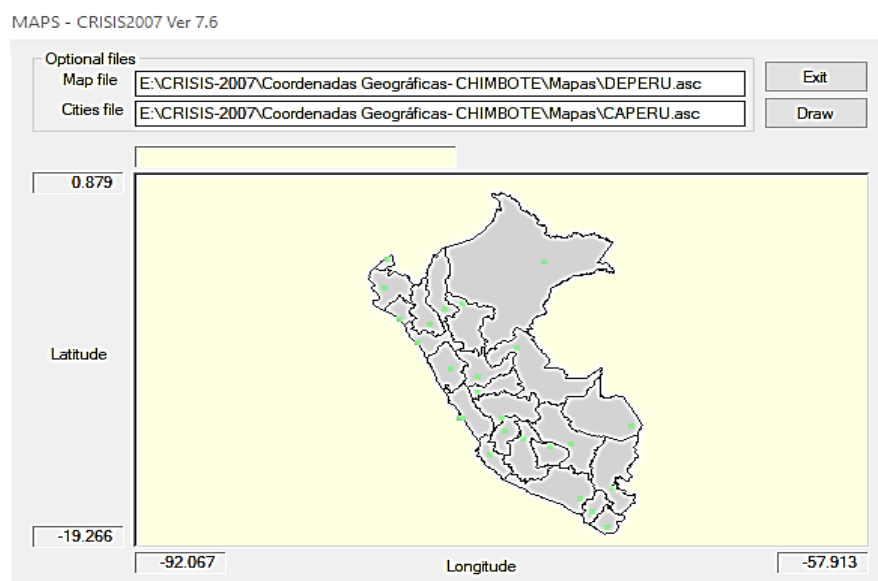 MAPS - CRISIS2007 Ver 7.6
Optional files
Map file E:\CRISIS-2007\Coordenadas Geográficas- CHIMBOTE\Mapas\DEPERU.asc Exit
Cities file E:\CRISIS-2007\Coordenadas Geográficas- CHIMBOTE\Mapas\CAPERU.asc Draw
0.879
Latitude
-19.266
-92.067 Longitude -57.913